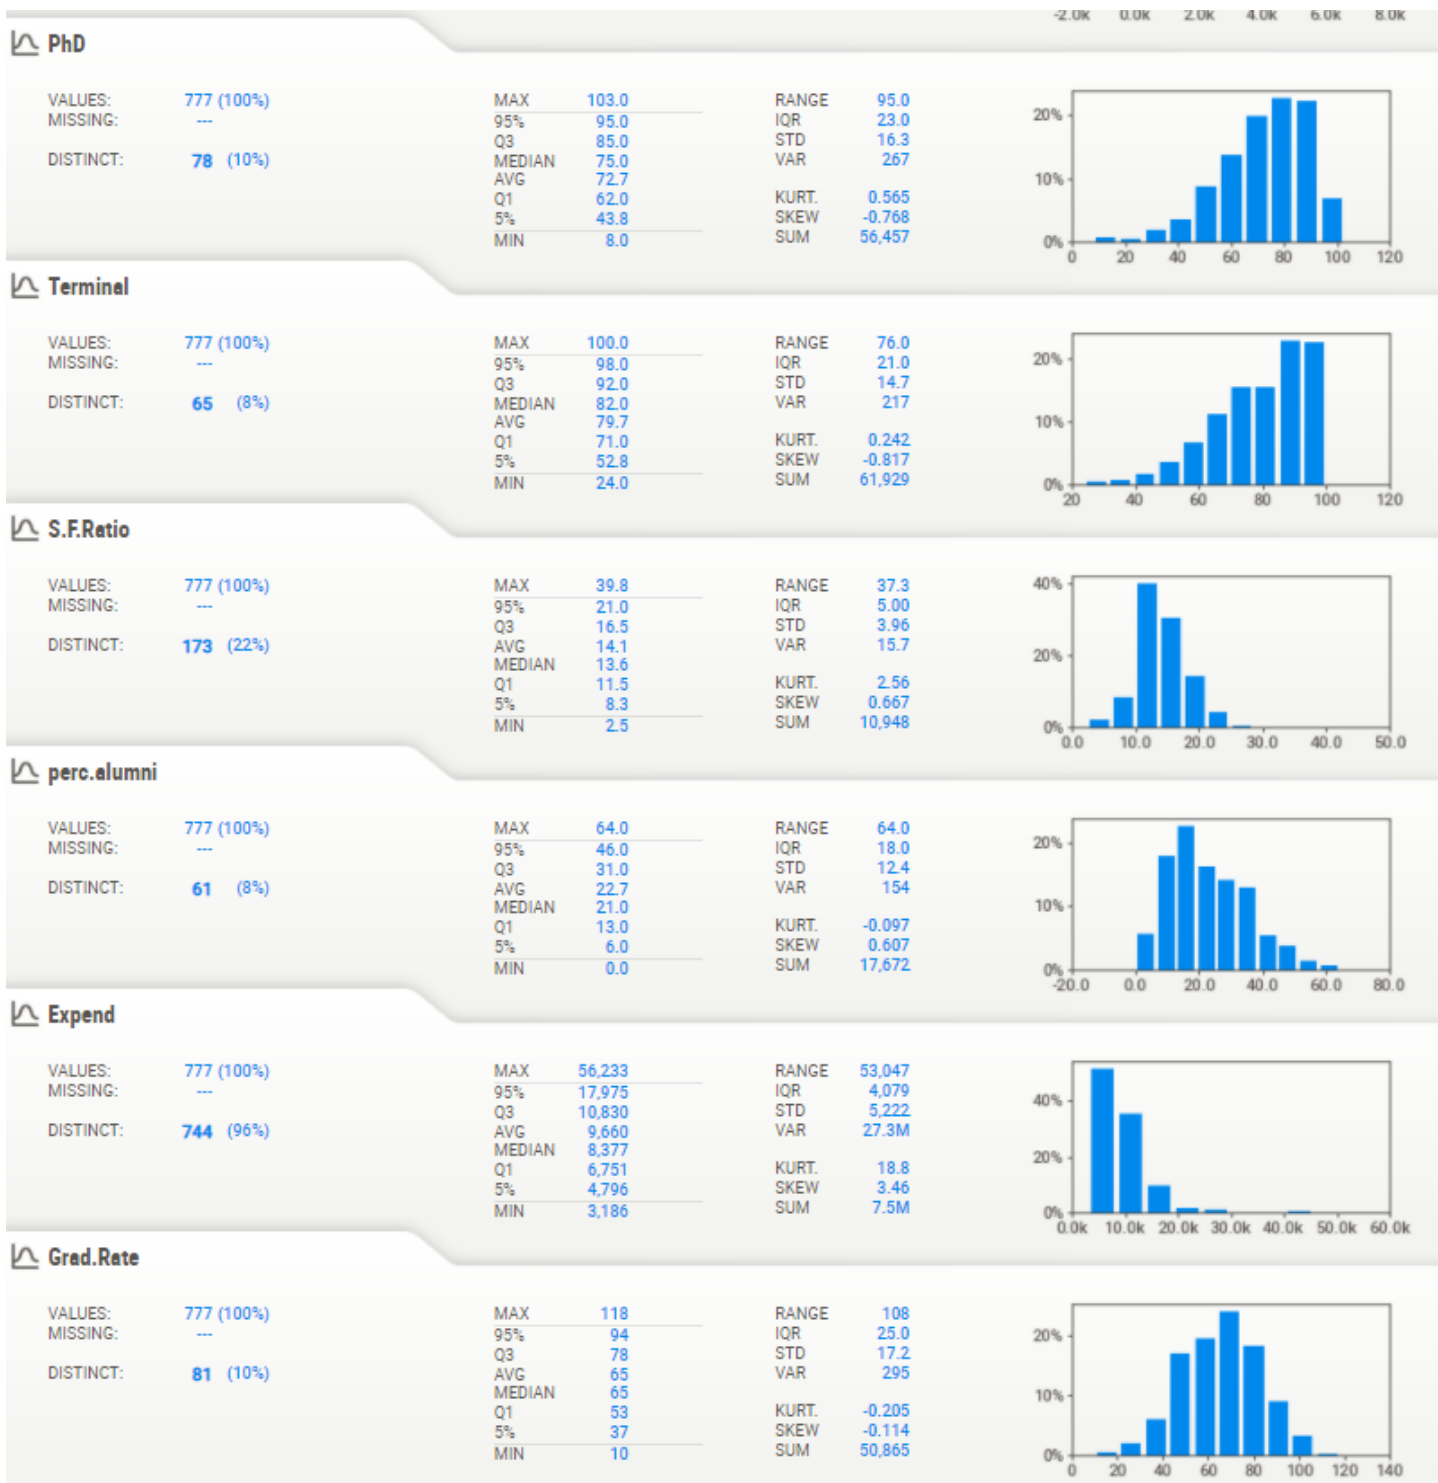 -2.0k 0.0k 2.0k 4.0k 6.0k 8.0k
PhD
VALUES: 777 (100%)
MISSING: ---
DISTINCT: 78 (10%)
MAX 103.0
95% 95.0
Q3 85.0
MEDIAN 75.0
AVG 72.7
Q1 62.0
5% 43.8
MIN 8.0
RANGE 95.0
IQR 23.0
STD 16.3
VAR 267
KURT. 0.565
SKEW -0.768
SUM 56,457
20%
10%
0%
0 20 40 60 80 100 120
Terminal
VALUES: 777 (100%)
MISSING: ---
DISTINCT: 65 (8%)
MAX 100.0
95% 98.0
Q3 92.0
MEDIAN 82.0
AVG 79.7
Q1 71.0
5% 52.8
MIN 24.0
RANGE 76.0
IQR 21.0
STD 14.7
VAR 217
KURT. 0.242
SKEW -0.817
SUM 61,929
20%
10%
0%
20 40 60 80 100 120
S.F.Ratio
VALUES: 777 (100%)
MISSING: ---
DISTINCT: 173 (22%)
MAX 39.8
95% 21.0
Q3 16.5
AVG 14.1
MEDIAN 13.6
Q1 11.5
5% 8.3
MIN 2.5
RANGE 37.3
IQR 5.00
STD 3.96
VAR 15.7
KURT. 2.56
SKEW 0.667
SUM 10,948
40%
20%
0%
0.0 10.0 20.0 30.0 40.0 50.0
perc.alumni
VALUES: 777 (100%)
MISSING: ---
DISTINCT: 61 (8%)
MAX 64.0
95% 46.0
Q3 31.0
AVG 22.7
MEDIAN 21.0
Q1 13.0
5% 6.0
MIN 0.0
RANGE 64.0
IQR 18.0
STD 12.4
VAR 154
KURT. -0.097
SKEW 0.607
SUM 17,672
20%
10%
0%
-20.0 0.0 20.0 40.0 60.0 80.0
Expend
VALUES: 777 (100%)
MISSING: ---
DISTINCT: 744 (96%)
MAX 56,233
95% 17,975
Q3 10,830
AVG 9,660
MEDIAN 8,377
Q1 6,751
5% 4,796
MIN 3,186
RANGE 53,047
IQR 4,079
STD 5,222
VAR 27.3M
KURT. 18.8
SKEW 3.46
SUM 7.5M
40%
20%
0%
0.0k 10.0k 20.0k 30.0k 40.0k 50.0k 60.0k
Grad.Rate
VALUES: 777 (100%)
MISSING: ---
DISTINCT: 81 (10%)
MAX 118
95% 94
Q3 78
AVG 65
MEDIAN 65
Q1 53
5% 37
MIN 10
RANGE 108
IQR 25.0
STD 17.2
VAR 295
KURT. -0.205
SKEW -0.114
SUM 50,865
20%
10%
0%
0 20 40 60 80 100 120 140